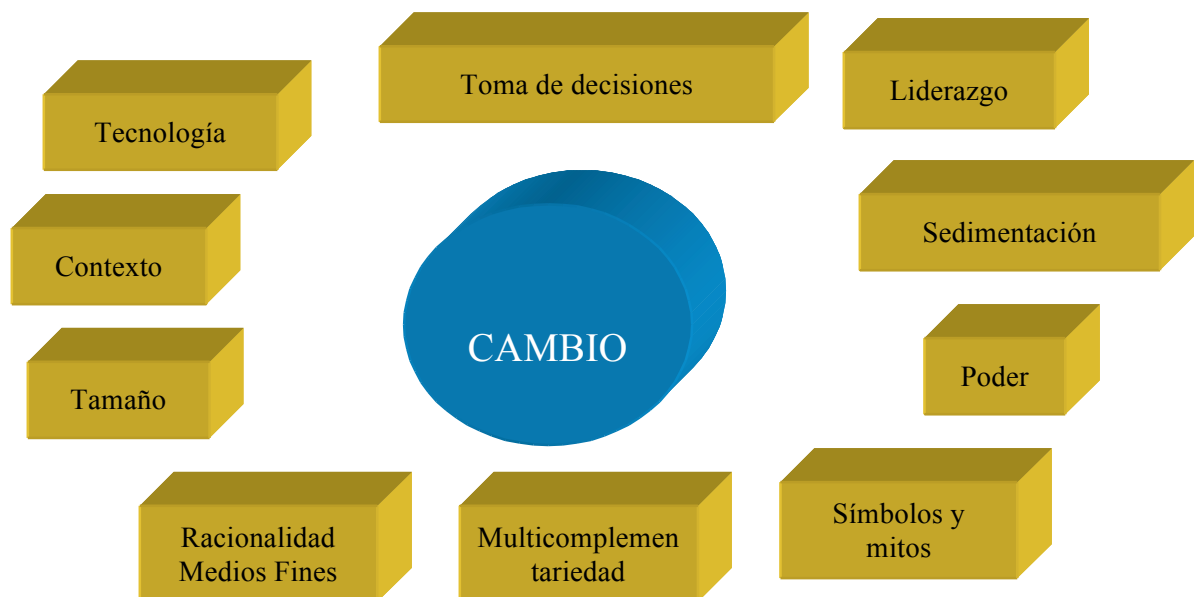 Toma de decisiones
Liderazgo
Tecnología
Sedimentación
Contexto
CAMBIO
Poder
Tamaño
Símbolos y
mitos
Racionalidad
Medios Fines
Multicomplemen
tariedad